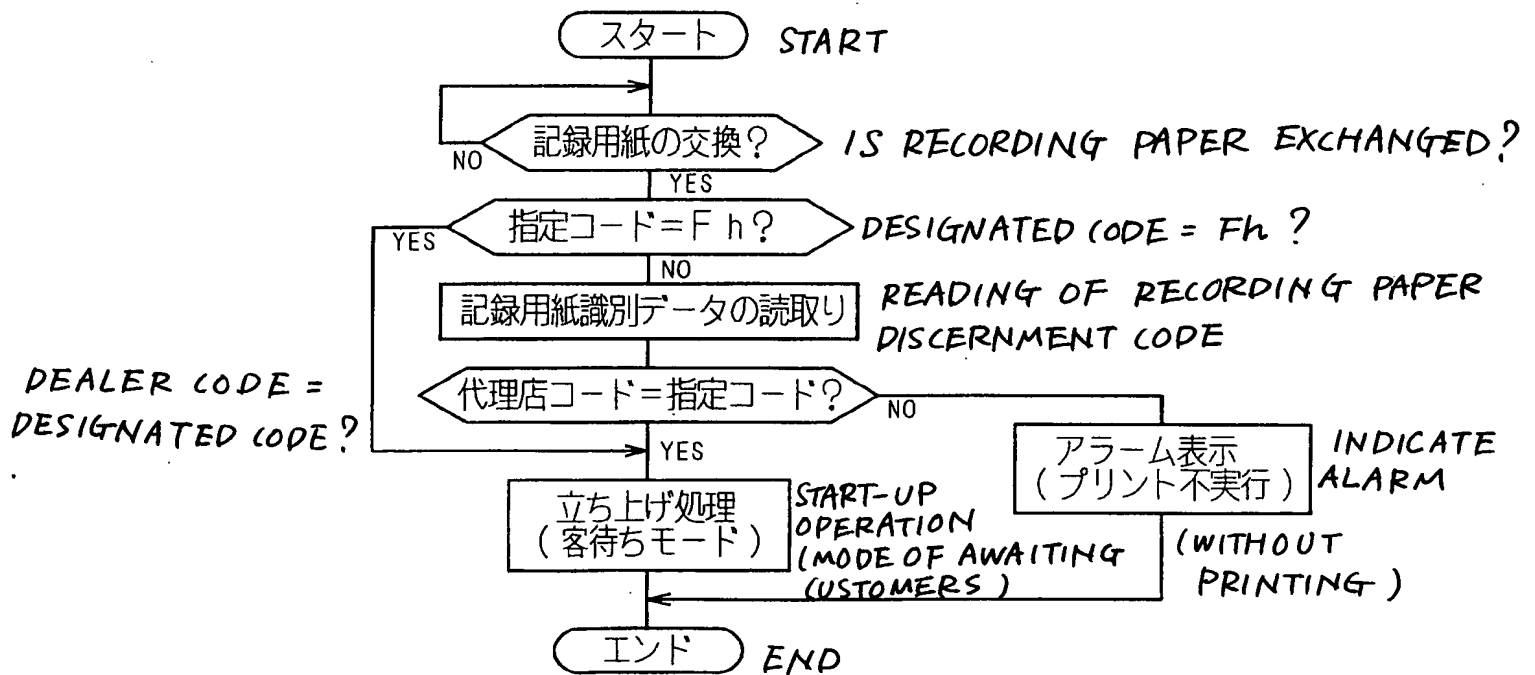 スタート START
記録用紙の交換? IS RECORDING PAPER EXCHANGED?
NO
YES
指定コード=Fh? DESIGNATED CODE = Fh ?
YES
NO
記録用紙識別データの読取り READING OF RECORDING PAPER
DISCERNMENT CODE
DEALER CODE =
DESIGNATED CODE?
代理店コード=指定コード?
NO
YES
アラーム表示
(プリント不実行)
INDICATE
ALARM
(WITHOUT
PRINTING)
立ち上げ処理
(客待ちモード)
START-UP
OPERATION
(MODE OF AWAITING
CUSTOMERS)
エンド END